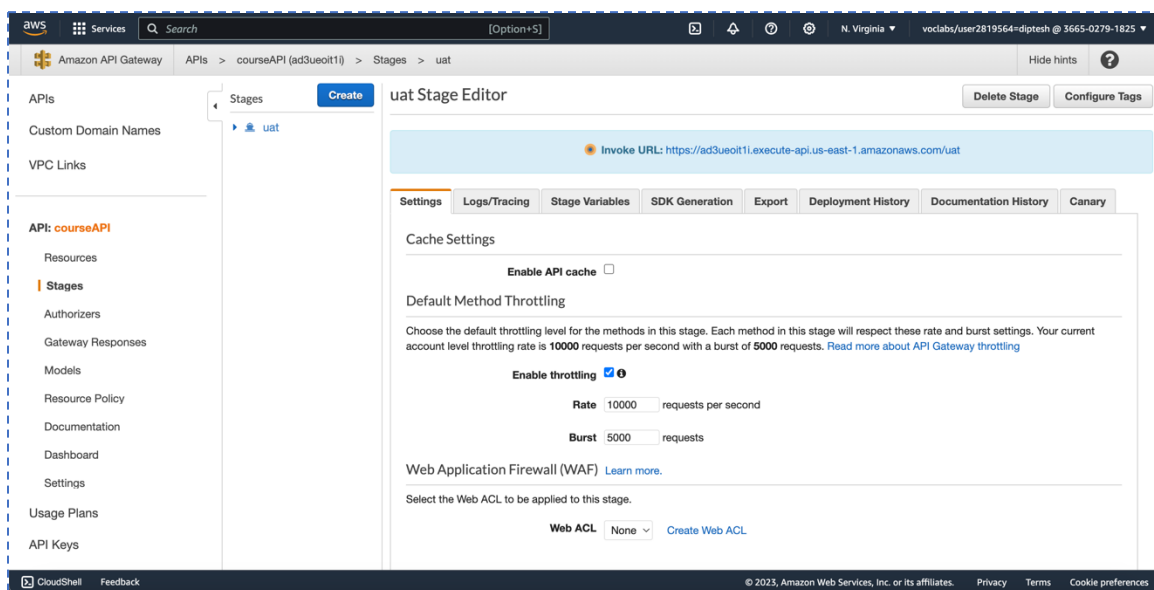 aws Services Search [Option+S] N. Virginia voclabs/user2819564=diptesh @ 3665-0279-1825
Amazon API Gateway APIs > courseAPI (ad3ueoit1i) > Stages > uat Hide hints
APIs
Custom Domain Names
VPC Links
API: courseAPI
Resources
Stages
Authorizers
Gateway Responses
Models
Resource Policy
Documentation
Dashboard
Settings
Usage Plans
API Keys
Stages Create
uat
uat Stage Editor Delete Stage Configure Tags
Invoke URL: https://ad3ueoit1i.execute-api.us-east-1.amazonaws.com/uat
Settings Logs/Tracing Stage Variables SDK Generation Export Deployment History Documentation History Canary
Cache Settings
Enable API cache
Default Method Throttling
Choose the default throttling level for the methods in this stage. Each method in this stage will respect these rate and burst settings. Your current
account level throttling rate is 10000 requests per second with a burst of 5000 requests. Read more about API Gateway throttling
Enable throttling
Rate 10000 requests per second
Burst 5000 requests
Web Application Firewall (WAF) Learn more.
Select the Web ACL to be applied to this stage.
Web ACL None Create Web ACL
CloudShell Feedback © 2023, Amazon Web Services, Inc. or its affiliates. Privacy Terms Cookie preferences